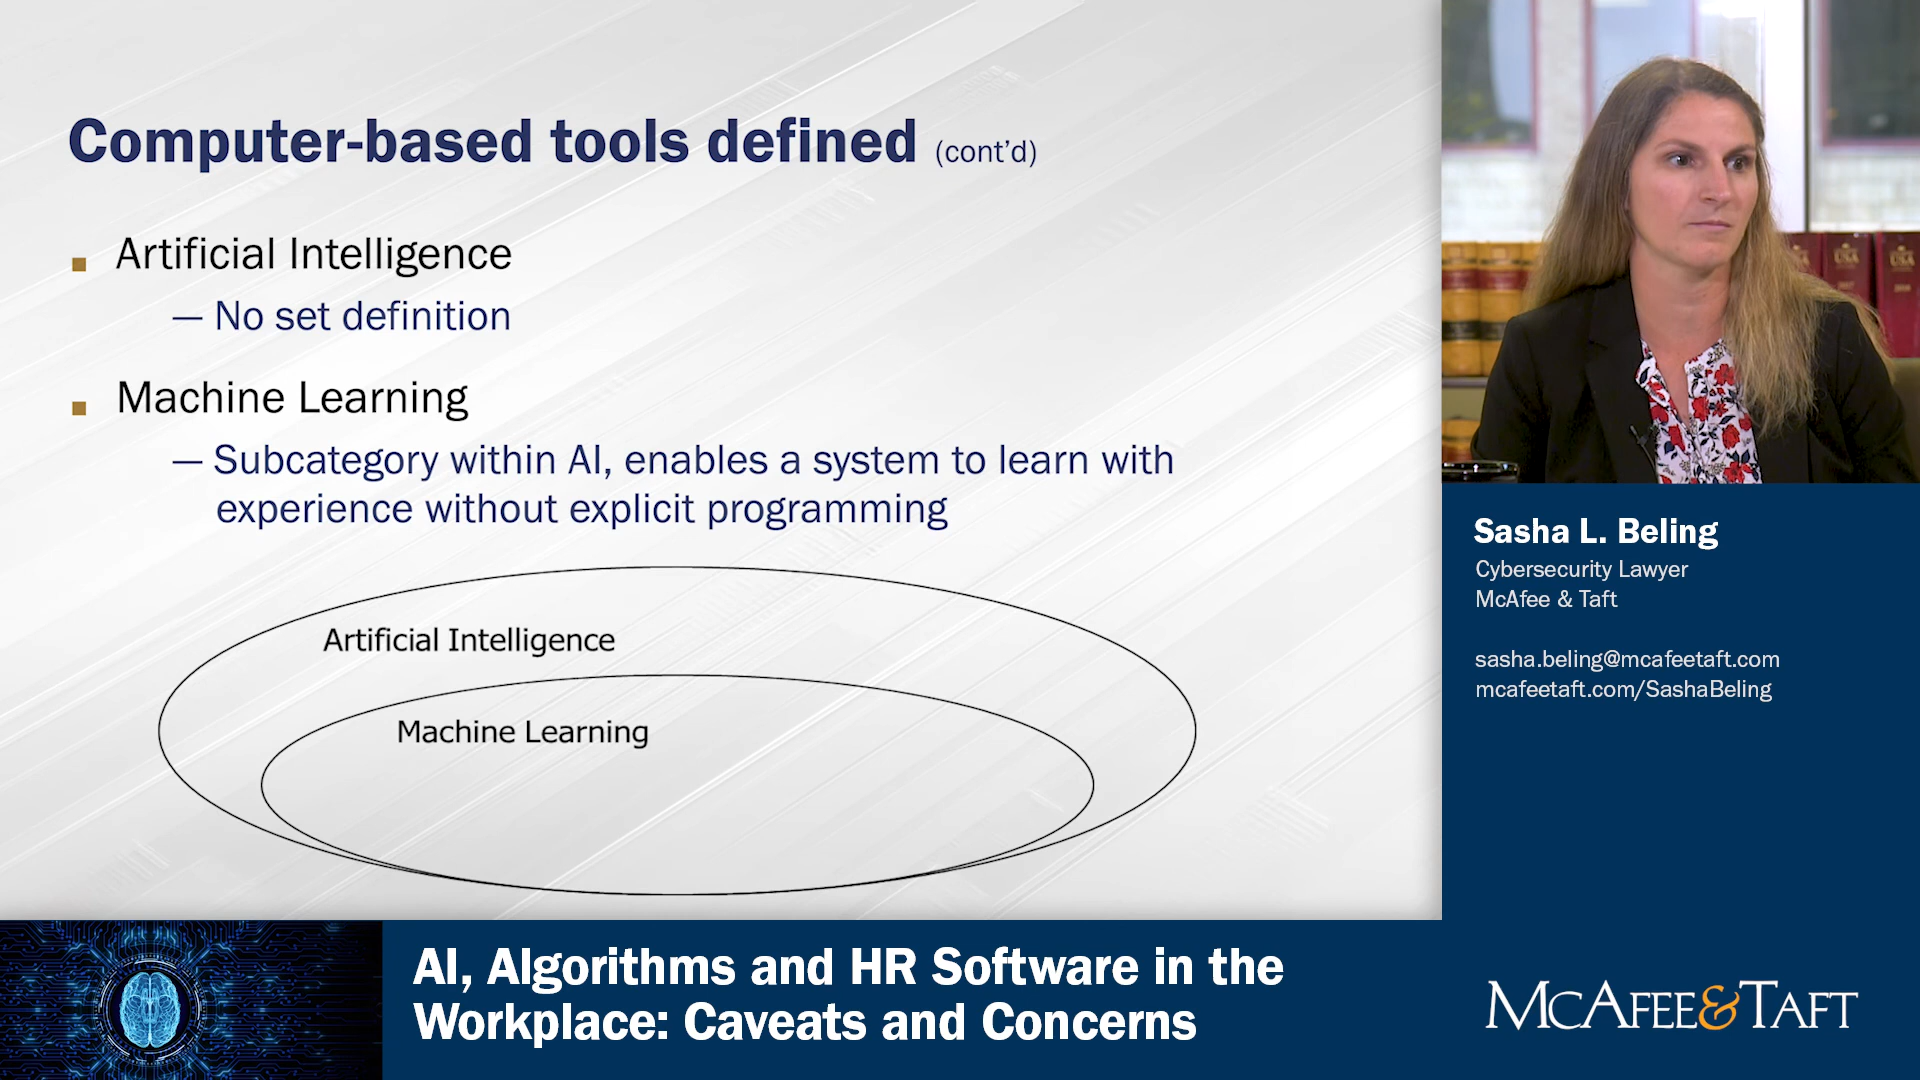 Computer-based tools defined (cont’d)
Artificial Intelligence
— No set definition
Machine Learning
— Subcategory within AI, enables a system to learn with
experience without explicit programming
Artificial Intelligence
Machine Learning
USA
Sasha L. Beling
Cybersecurity Lawyer
McAfee & Taft
sasha.beling@mcafeetaft.com
mcafeetaft.com/SashaBeling
AI, Algorithms and HR Software in the
Workplace: Caveats and Concerns
MCAFEE&TAFT